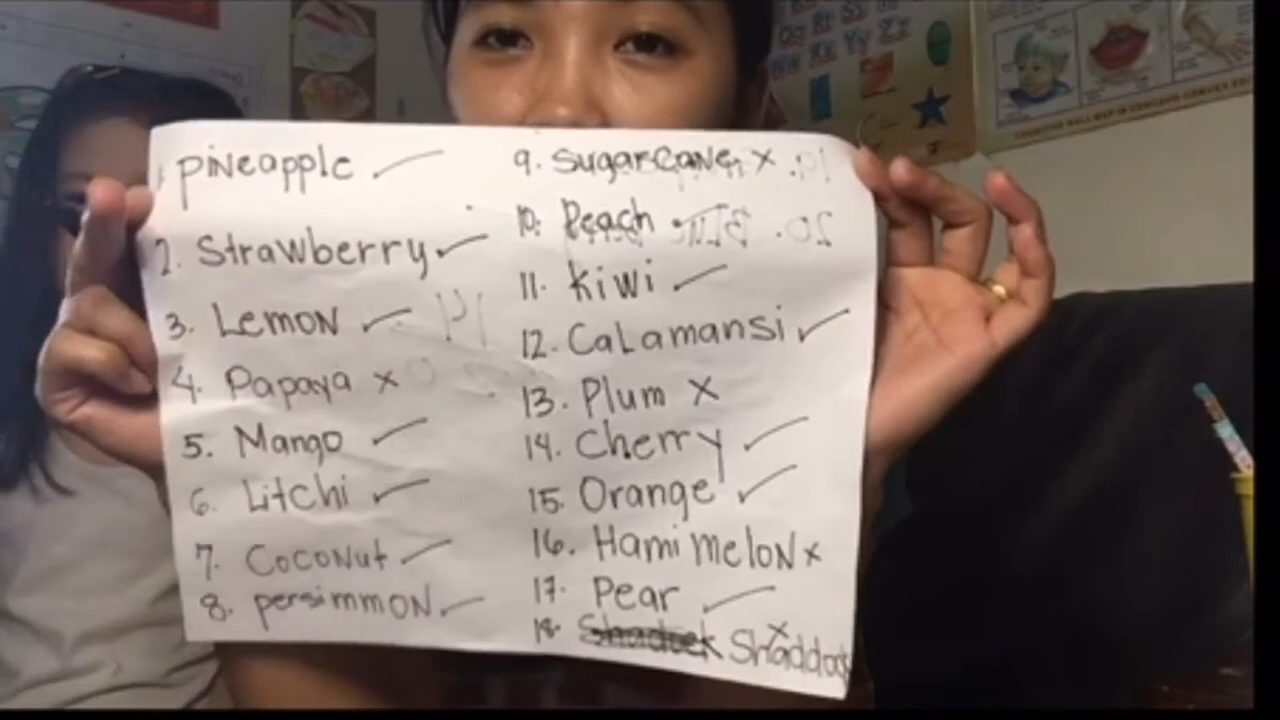 pineapple ✓
2. Strawberry ✓
3. Lemon ✓
4. Papaya x
5. Mango ✓
6. Litchi ✓
7. Coconut ✓
8. persimmon ✓
9. Sugarcane x
10. Peach ✓
11. Kiwi ✓
12. CaLamansi ✓
13. Plum x
14. Cherry ✓
15. Orange ✓
16. Hami melon x
17. Pear ✓
18. Shaddock x